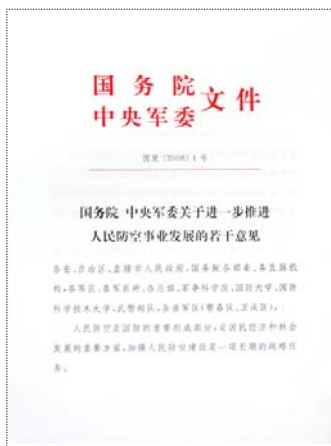 国务院
中央军委
文件
国发〔2008〕4号
国务院 中央军委关于进一步推进
人民防空事业发展的若干意见
各省、自治区、直辖市人民政府，国务院各部委、各直属机
构，各军区、各军兵种、各总部、军事科学院、国防大学、国防
科学技术大学、武警部队，各省军区（警备区、卫戍区）：
人民防空是国防的重要组成部分，是国民经济和社会
发展的重要方面，加强人民防空建设是一项长期的战略任
务。